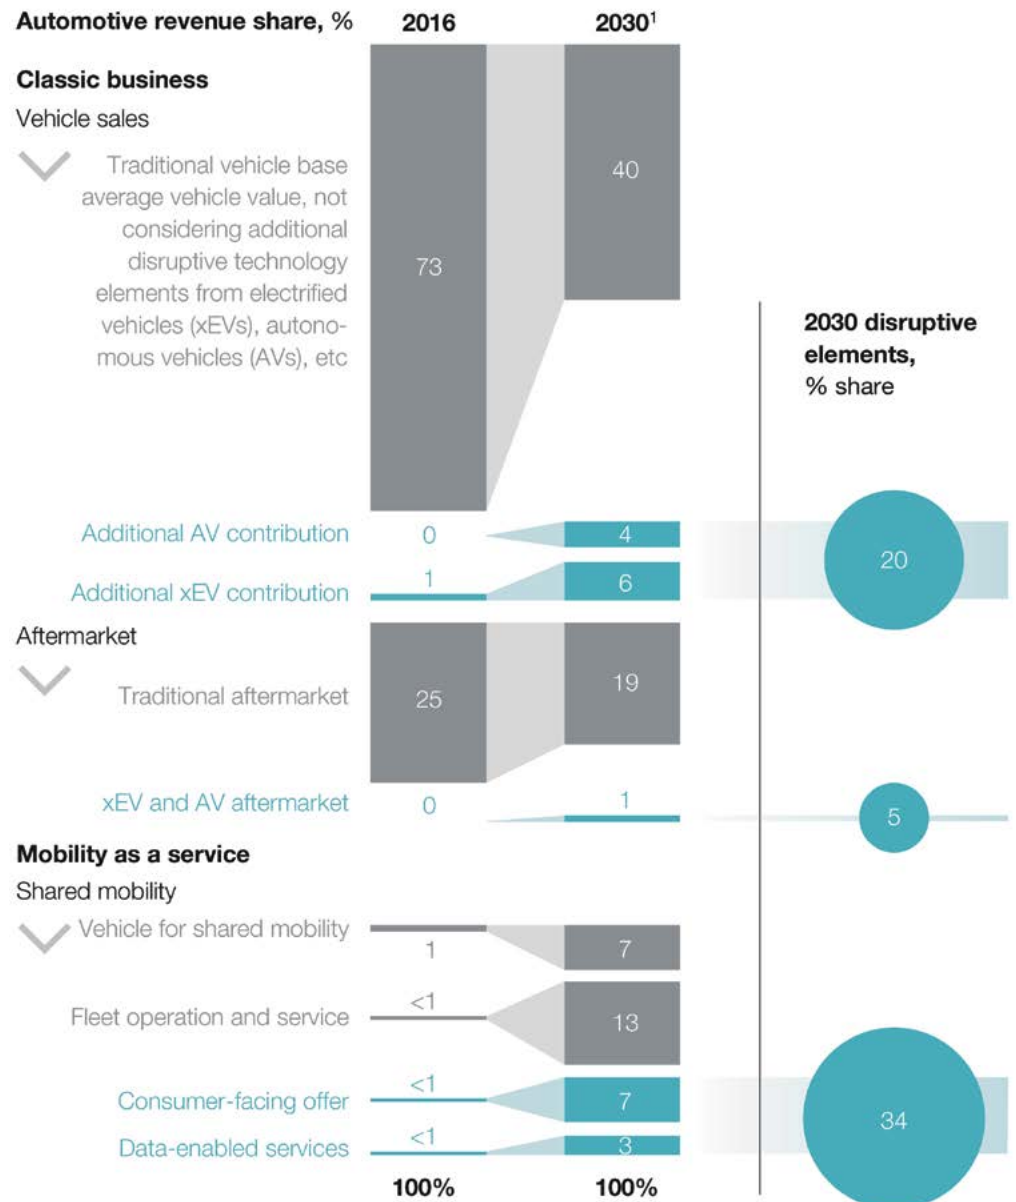 Automotive revenue share, % 2016 2030¹
Classic business
Vehicle sales
Traditional vehicle base
average vehicle value, not
considering additional
disruptive technology
elements from electrified
vehicles (xEVs), autono-
mous vehicles (AVs), etc
73
40
2030 disruptive
elements,
% share
Additional AV contribution 0 4
20
Additional xEV contribution 1 6
Aftermarket
Traditional aftermarket 25 19
xEV and AV aftermarket 0 1
5
Mobility as a service
Shared mobility
Vehicle for shared mobility 1 7
Fleet operation and service <1 13
Consumer-facing offer <1 7
34
Data-enabled services <1 3
100% 100%